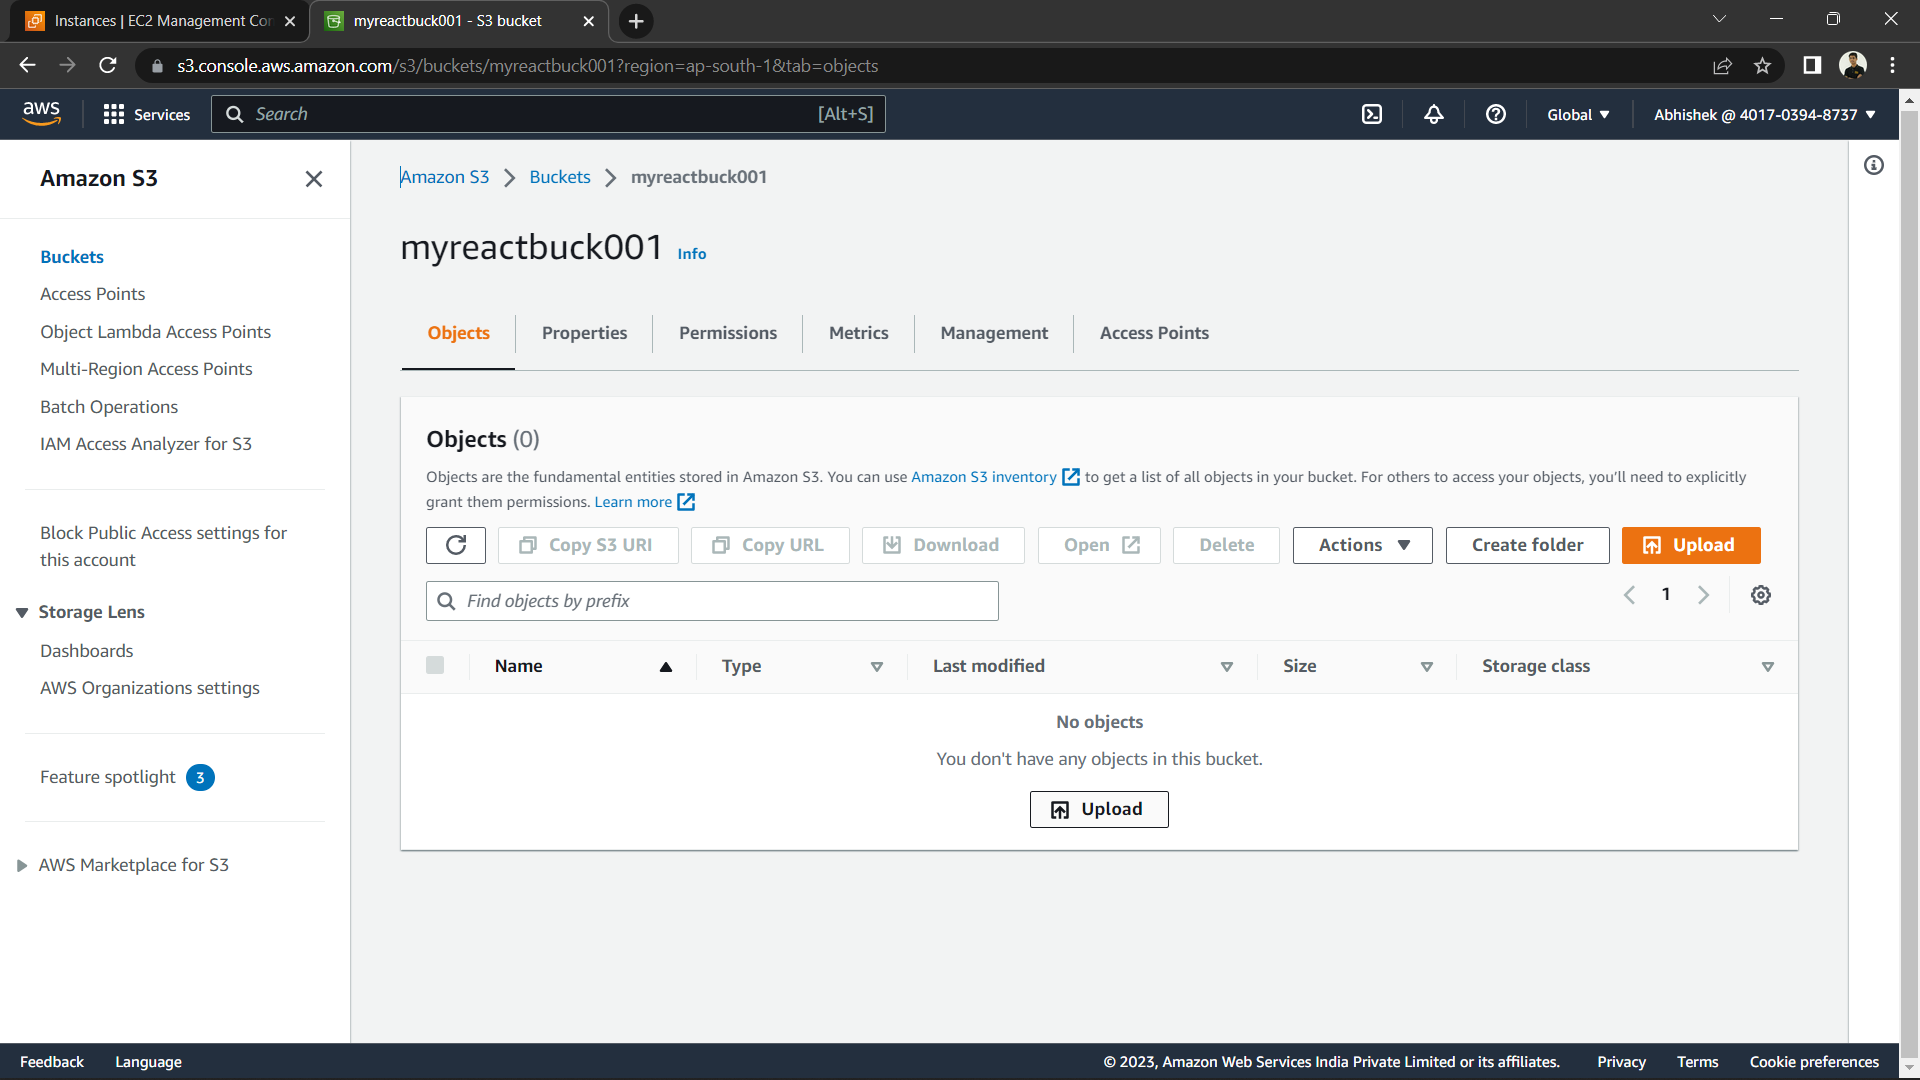 Instances | EC2 Management Con
myreactbuck001 - S3 bucket
s3.console.aws.amazon.com/s3/buckets/myreactbuck001?region=ap-south-1&tab=objects
aws
Services
Search
[Alt+S]
Global
Abhishek @ 4017-0394-8737
Amazon S3
Buckets
Access Points
Object Lambda Access Points
Multi-Region Access Points
Batch Operations
IAM Access Analyzer for S3
Block Public Access settings for
this account
Storage Lens
Dashboards
AWS Organizations settings
Feature spotlight 3
AWS Marketplace for S3
Amazon S3 > Buckets > myreactbuck001
myreactbuck001 Info
Objects
Properties
Permissions
Metrics
Management
Access Points
Objects (0)
Objects are the fundamental entities stored in Amazon S3. You can use Amazon S3 inventory to get a list of all objects in your bucket. For others to access your objects, you’ll need to explicitly
grant them permissions. Learn more
Copy S3 URI
Copy URL
Download
Open
Delete
Actions
Create folder
Upload
Find objects by prefix
1
Name
Type
Last modified
Size
Storage class
No objects
You don't have any objects in this bucket.
Upload
Feedback
Language
© 2023, Amazon Web Services India Private Limited or its affiliates.
Privacy
Terms
Cookie preferences